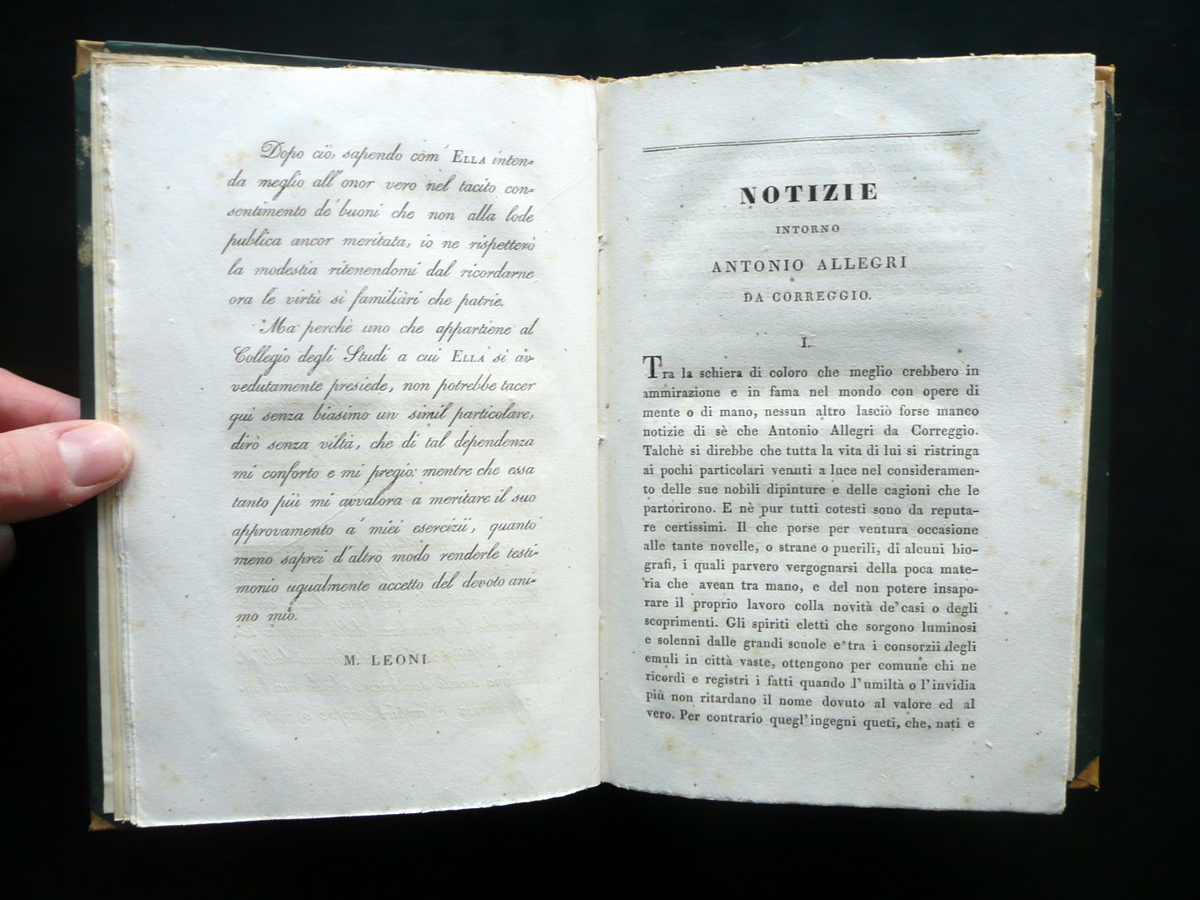 Dopo ciò, sapendo com' ELLA inten-
da meglio all'onor vero nel tacito con-
sentimento de' buoni che non alla lode
publica ancor meritata, io ne rispetterò
la modestia ritenendomi dal ricordarne
ora le virtù sì familiari che patrie.
Ma perchè uno che appartiene al
Collegio degli Studi a cui ELLA sì av-
vedutamente presiede, non potrebbe tacer
quì senza biasimo un simil particolare,
dirò senza viltà, che di tal dependenza
mi conforto e mi pregio: mentre che essa
tanto più mi avvalora a meritare il suo
approvamento a' miei esercizii, quanto
meno saprei d'altro modo renderle testi-
monio ugualmente accetto del devoto ani-
mo mio.
M. LEONI.
NOTIZIE
INTORNO
ANTONIO ALLEGRI
DA CORREGGIO.
I.
Tra la schiera di coloro che meglio crebbero in
ammirazione e in fama nel mondo con opere di
mente o di mano, nessun altro lasciò forse manco
notizie di sè che Antonio Allegri da Correggio.
Talchè si direbbe che tutta la vita di lui si ristringa
ai pochi particolari venuti a luce nel consideramen-
to delle sue nobili dipinture e delle cagioni che le
partorirono. E nè pur tutti cotesti sono da reputa-
re certissimi. Il che porse per ventura occasione
alle tante novelle, o strane o puerili, di alcuni bio-
grafi, i quali parvero vergognarsi della poca mate-
ria che avean tra mano, e del non potere insapo-
rare il proprio lavoro colla novità de' casi o degli
scoprimenti. Gli spiriti eletti che sorgono luminosi
e solenni dalle grandi scuole e tra i consorzii degli
emuli in città vaste, ottengono per comune chi ne
ricordi e registri i fatti quando l'umiltà o l'invidia
più non ritardano il nome dovuto al valore ed al
vero. Per contrario quegl'ingegni queti, che, nati e